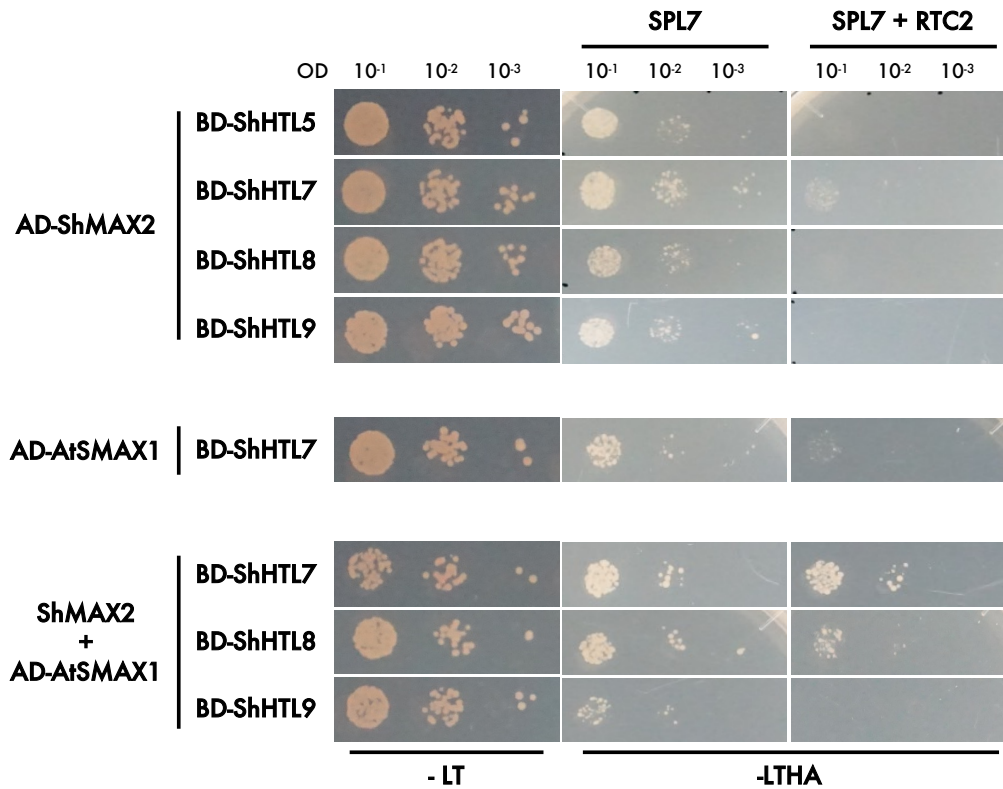 SPL7 SPL7 + RTC2
OD 10-1 10-2 10-3 10-1 10-2 10-3 10-1 10-2 10-3
AD-ShMAX2
BD-ShHTL5
BD-ShHTL7
BD-ShHTL8
BD-ShHTL9
AD-AtSMAX1 BD-ShHTL7
ShMAX2
+
AD-AtSMAX1
BD-ShHTL7
BD-ShHTL8
BD-ShHTL9
- LT -LTHA